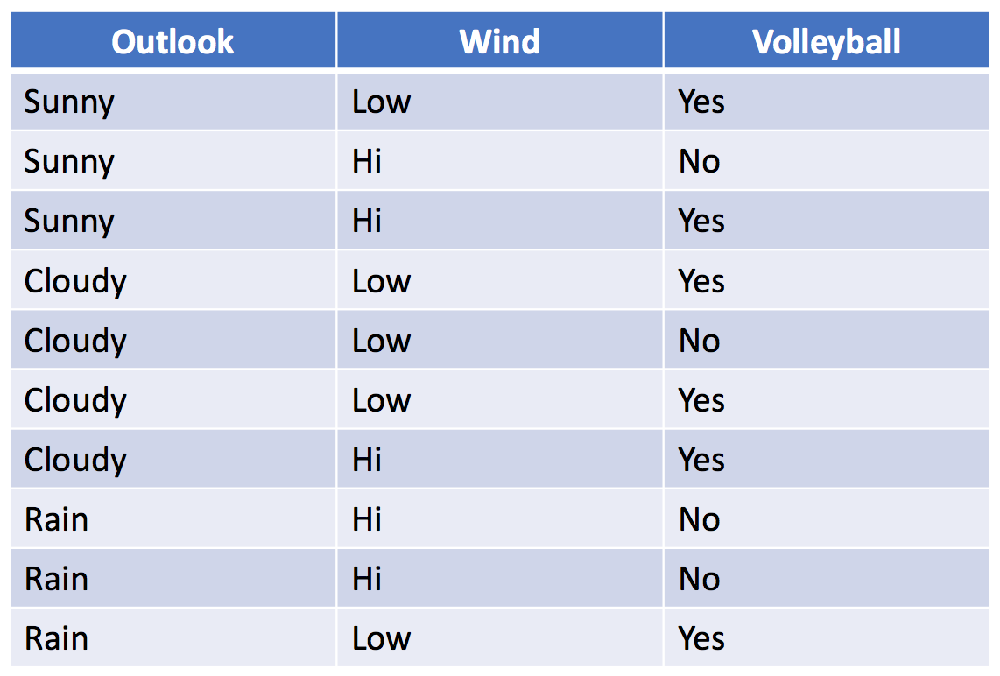 Outlook Wind Volleyball
Sunny Low Yes
Sunny Hi No
Sunny Hi Yes
Cloudy Low Yes
Cloudy Low No
Cloudy Low Yes
Cloudy Hi Yes
Rain Hi No
Rain Hi No
Rain Low Yes